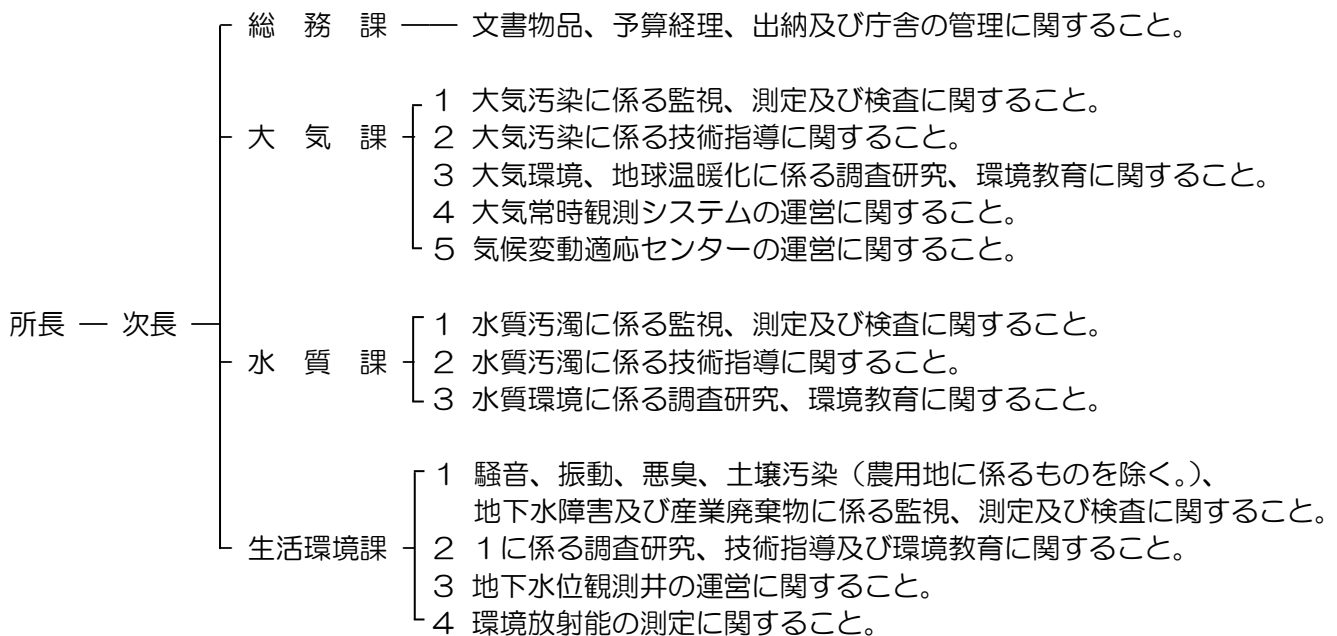 総務課 文書物品、予算経理、出納及び庁舎の管理に関すること。
1 大気汚染に係る監視、測定及び検査に関すること。
大気課 2 大気汚染に係る技術指導に関すること。
3 大気環境、地球温暖化に係る調査研究、環境教育に関すること。
4 大気常時観測システムの運営に関すること。
5 気候変動適応センターの運営に関すること。
所長 ― 次長
1 水質汚濁に係る監視、測定及び検査に関すること。
水質課 2 水質汚濁に係る技術指導に関すること。
3 水質環境に係る調査研究、環境教育に関すること。
1 騒音、振動、悪臭、土壌汚染（農用地に係るものを除く。）、
地下水障害及び産業廃棄物に係る監視、測定及び検査に関すること。
生活環境課 2 1に係る調査研究、技術指導及び環境教育に関すること。
3 地下水位観測井の運営に関すること。
4 環境放射能の測定に関すること。